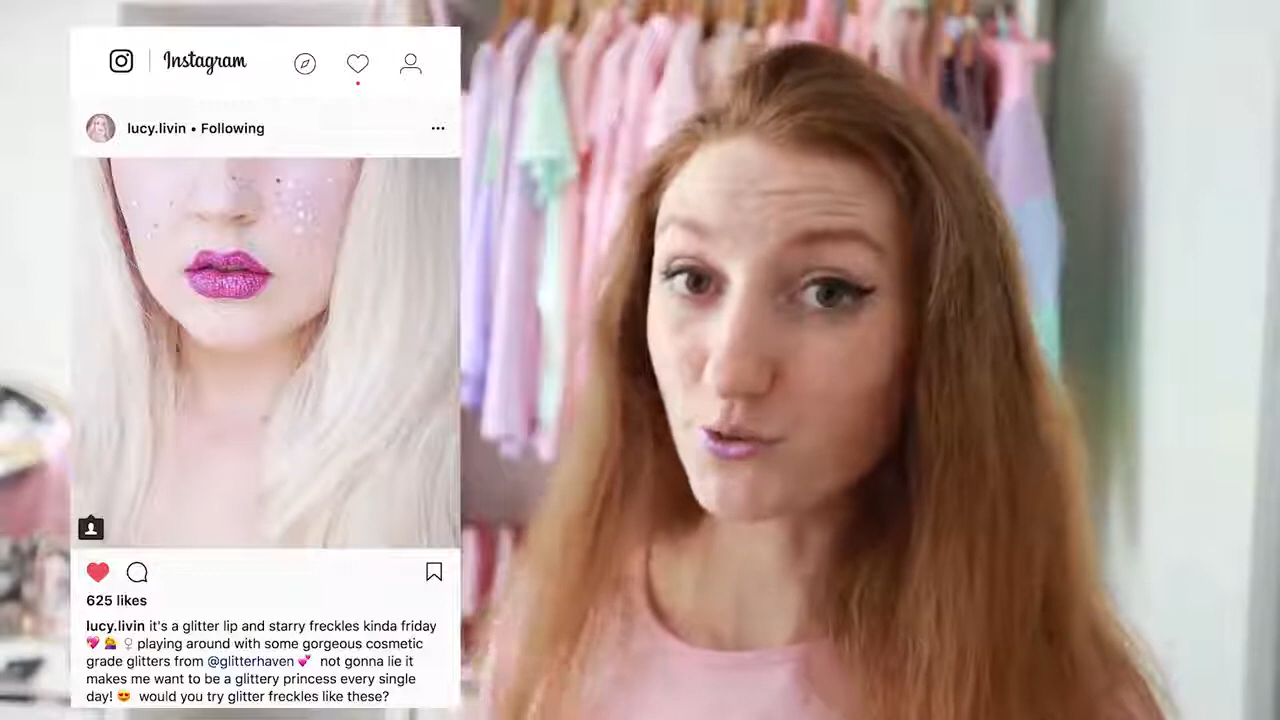 Instagram
lucy.livin • Following
625 likes
lucy.livin it's a glitter lip and starry freckles kinda friday
💖 🤷‍♀️ ♀ playing around with some gorgeous cosmetic
grade glitters from @glitterhaven 💕 not gonna lie it
makes me want to be a glittery princess every single
day! 😍 would you try glitter freckles like these?